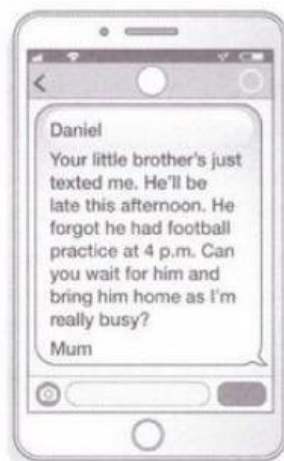 Daniel
Your little brother's just
texted me. He'll be
late this afternoon. He
forgot he had football
practice at 4 p.m. Can
you wait for him and
bring him home as I'm
really busy?
Mum